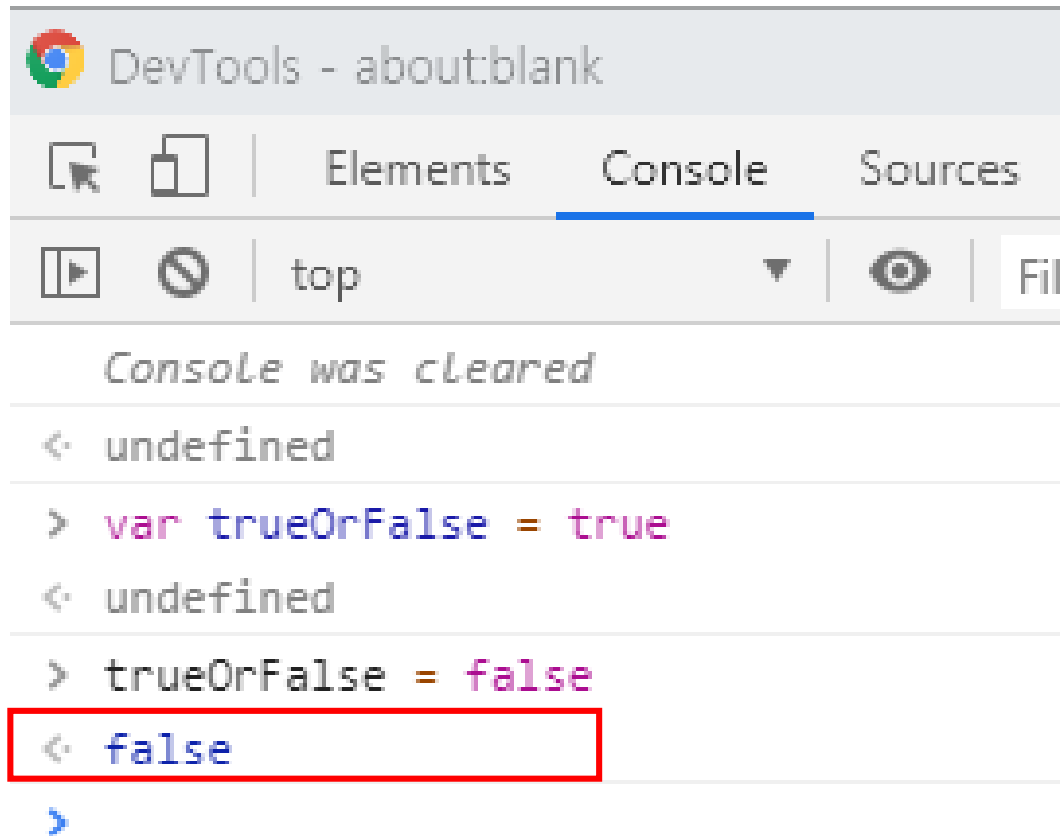 DevTools - about:blank
Elements Console Sources
top Fil
Console was cleared
undefined
var trueOrFalse = true
undefined
trueOrFalse = false
false